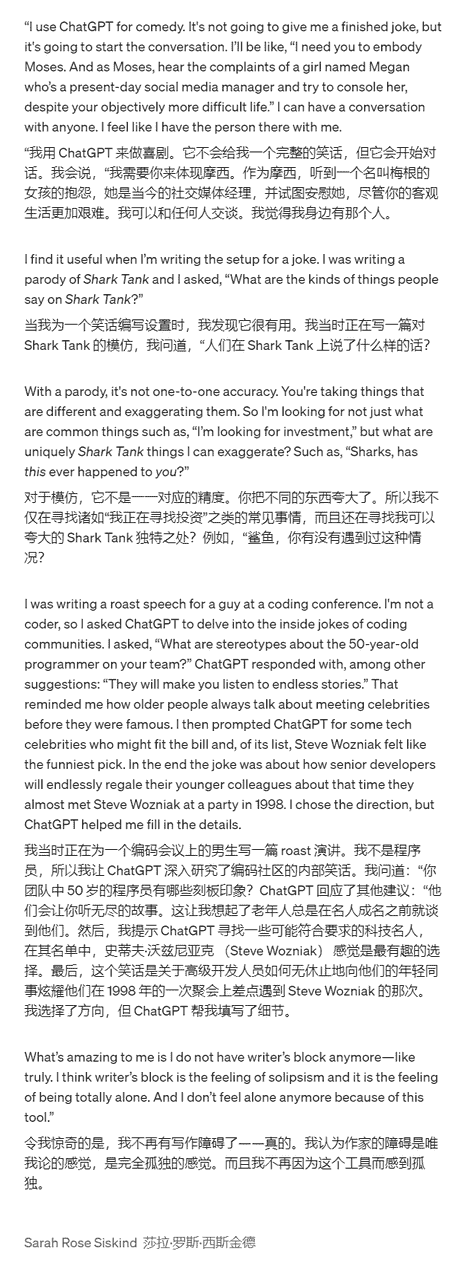 “I use ChatGPT for comedy. It's not going to give me a finished joke, but
it's going to start the conversation. I’ll be like, “I need you to embody
Moses. And as Moses, hear the complaints of a girl named Megan
who’s a present-day social media manager and try to console her,
despite your objectively more difficult life.” I can have a conversation
with anyone. I feel like I have the person there with me.
“我用 ChatGPT 来做喜剧。它不会给我一个完整的笑话，但它会开始对
话。我会说，“我需要你来体现摩西。作为摩西，听到一个名叫梅根的
女孩的抱怨，她是当今的社交媒体经理，并试图安慰她，尽管你的客观
生活更加艰难。我可以和任何人交谈。我觉得我身边有那个人。
I find it useful when I’m writing the setup for a joke. I was writing a
parody of Shark Tank and I asked, “What are the kinds of things people
say on Shark Tank?”
当我为一个笑话编写设置时，我发现它很有用。我当时正在写一篇对
Shark Tank 的模仿，我问道，“人们在 Shark Tank 上说了什么样的话？
With a parody, it's not one-to-one accuracy. You're taking things that
are different and exaggerating them. So I'm looking for not just what
are common things such as, “I’m looking for investment,” but what are
uniquely Shark Tank things I can exaggerate? Such as, “Sharks, has
this ever happened to you?”
对于模仿，它不是一一对应的精度。你把不同的东西夸大了。所以我不
仅在寻找诸如“我正在寻找投资”之类的常见事情，而且还在寻找我可以
夸大的 Shark Tank 独特之处？例如，“鲨鱼，你有没有遇到过这种情
况？
I was writing a roast speech for a guy at a coding conference. I'm not a
coder, so I asked ChatGPT to delve into the inside jokes of coding
communities. I asked, “What are stereotypes about the 50-year-old
programmer on your team?” ChatGPT responded with, among other
suggestions: “They will make you listen to endless stories.” That
reminded me how older people always talk about meeting celebrities
before they were famous. I then prompted ChatGPT for some tech
celebrities who might fit the bill and, of its list, Steve Wozniak felt like
the funniest pick. In the end the joke was about how senior developers
will endlessly regale their younger colleagues about that time they
almost met Steve Wozniak at a party in 1998. I chose the direction, but
ChatGPT helped me fill in the details.
我当时正在为一个编码会议上的男生写一篇 roast 演讲。我不是程序
员，所以我让 ChatGPT 深入研究了编码社区的内部笑话。我问道：“你
团队中 50 岁的程序员有哪些刻板印象？ChatGPT 回应了其他建议：“他
们会让你听无尽的故事。这让我想起了老年人总是在名人成名之前就谈
到他们。然后，我提示 ChatGPT 寻找一些可能符合要求的科技名人，
在其名单中，史蒂夫·沃兹尼亚克 （Steve Wozniak） 感觉是最有趣的选
择。最后，这个笑话是关于高级开发人员如何无休止地向他们的年轻同
事炫耀他们在 1998 年的一次聚会上差点遇到 Steve Wozniak 的那次。
我选择了方向，但 ChatGPT 帮我填写了细节。
What’s amazing to me is I do not have writer’s block anymore—like
truly. I think writer’s block is the feeling of solipsism and it is the feeling
of being totally alone. And I don’t feel alone anymore because of this
tool.”
令我惊奇的是，我不再有写作障碍了——真的。我认为作家的障碍是唯
我论的感觉，是完全孤独的感觉。而且我不再因为这个工具而感到孤
独。
Sarah Rose Siskind 莎拉·罗斯·西斯金德